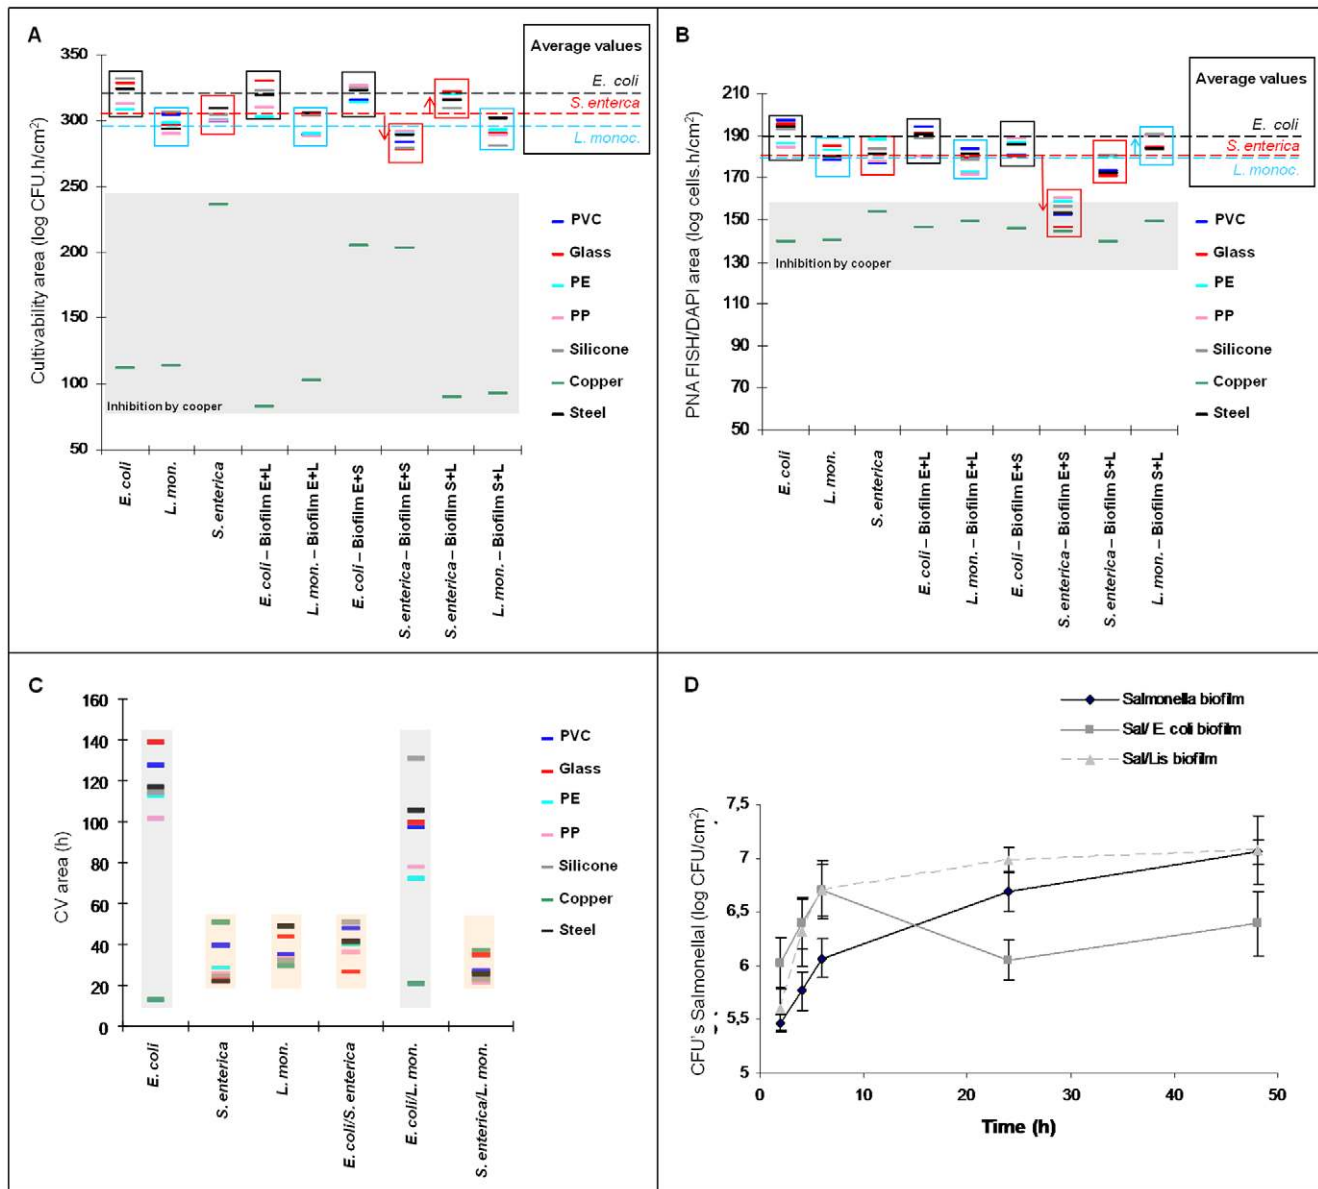 A
Average values
E. coli
S. enterca
L. monoc.
350
300
250
200
150
100
50
Cultivability area (log CFU.h/cm²)
Inhibition by cooper
PVC
Glass
PE
PP
Silicone
Copper
Steel
E. coli
L. mon.
S. enterica
E. coli – Biofilm E+L
L. mon. – Biofilm E+L
E. coli – Biofilm E+S
S. enterica – Biofilm E+S
S. enterica – Biofilm S+L
L. mon. – Biofilm S+L
B
Average values
E. coli
S. enterica
L. monoc.
210
190
170
150
130
110
90
70
50
PNA FISH/DAPI area (log cells.h/cm²)
Inhibition by cooper
PVC
Glass
PE
PP
Silicone
Copper
Steel
E. coli
L. mon.
S. enterica
E. coli – Biofilm E+L
L. mon. – Biofilm E+L
E. coli – Biofilm E+S
S. enterica – Biofilm E+S
S. enterica – Biofilm S+L
L. mon. – Biofilm S+L
C
160
140
120
100
80
60
40
20
0
CV area (h)
PVC
Glass
PE
PP
Silicone
Copper
Steel
E. coli
S. enterica
L. mon.
E. coli/S. enterica
E. coli/L. mon.
S. enterica/L. mon.
D
Salmonella biofilm
Sal/ E. coli biofilm
Sal/Lis biofilm
7,5
7
6,5
6
5,5
5
CFU's Salmonellal (log CFU/cm²)
0
10
20
30
40
50
Time (h)